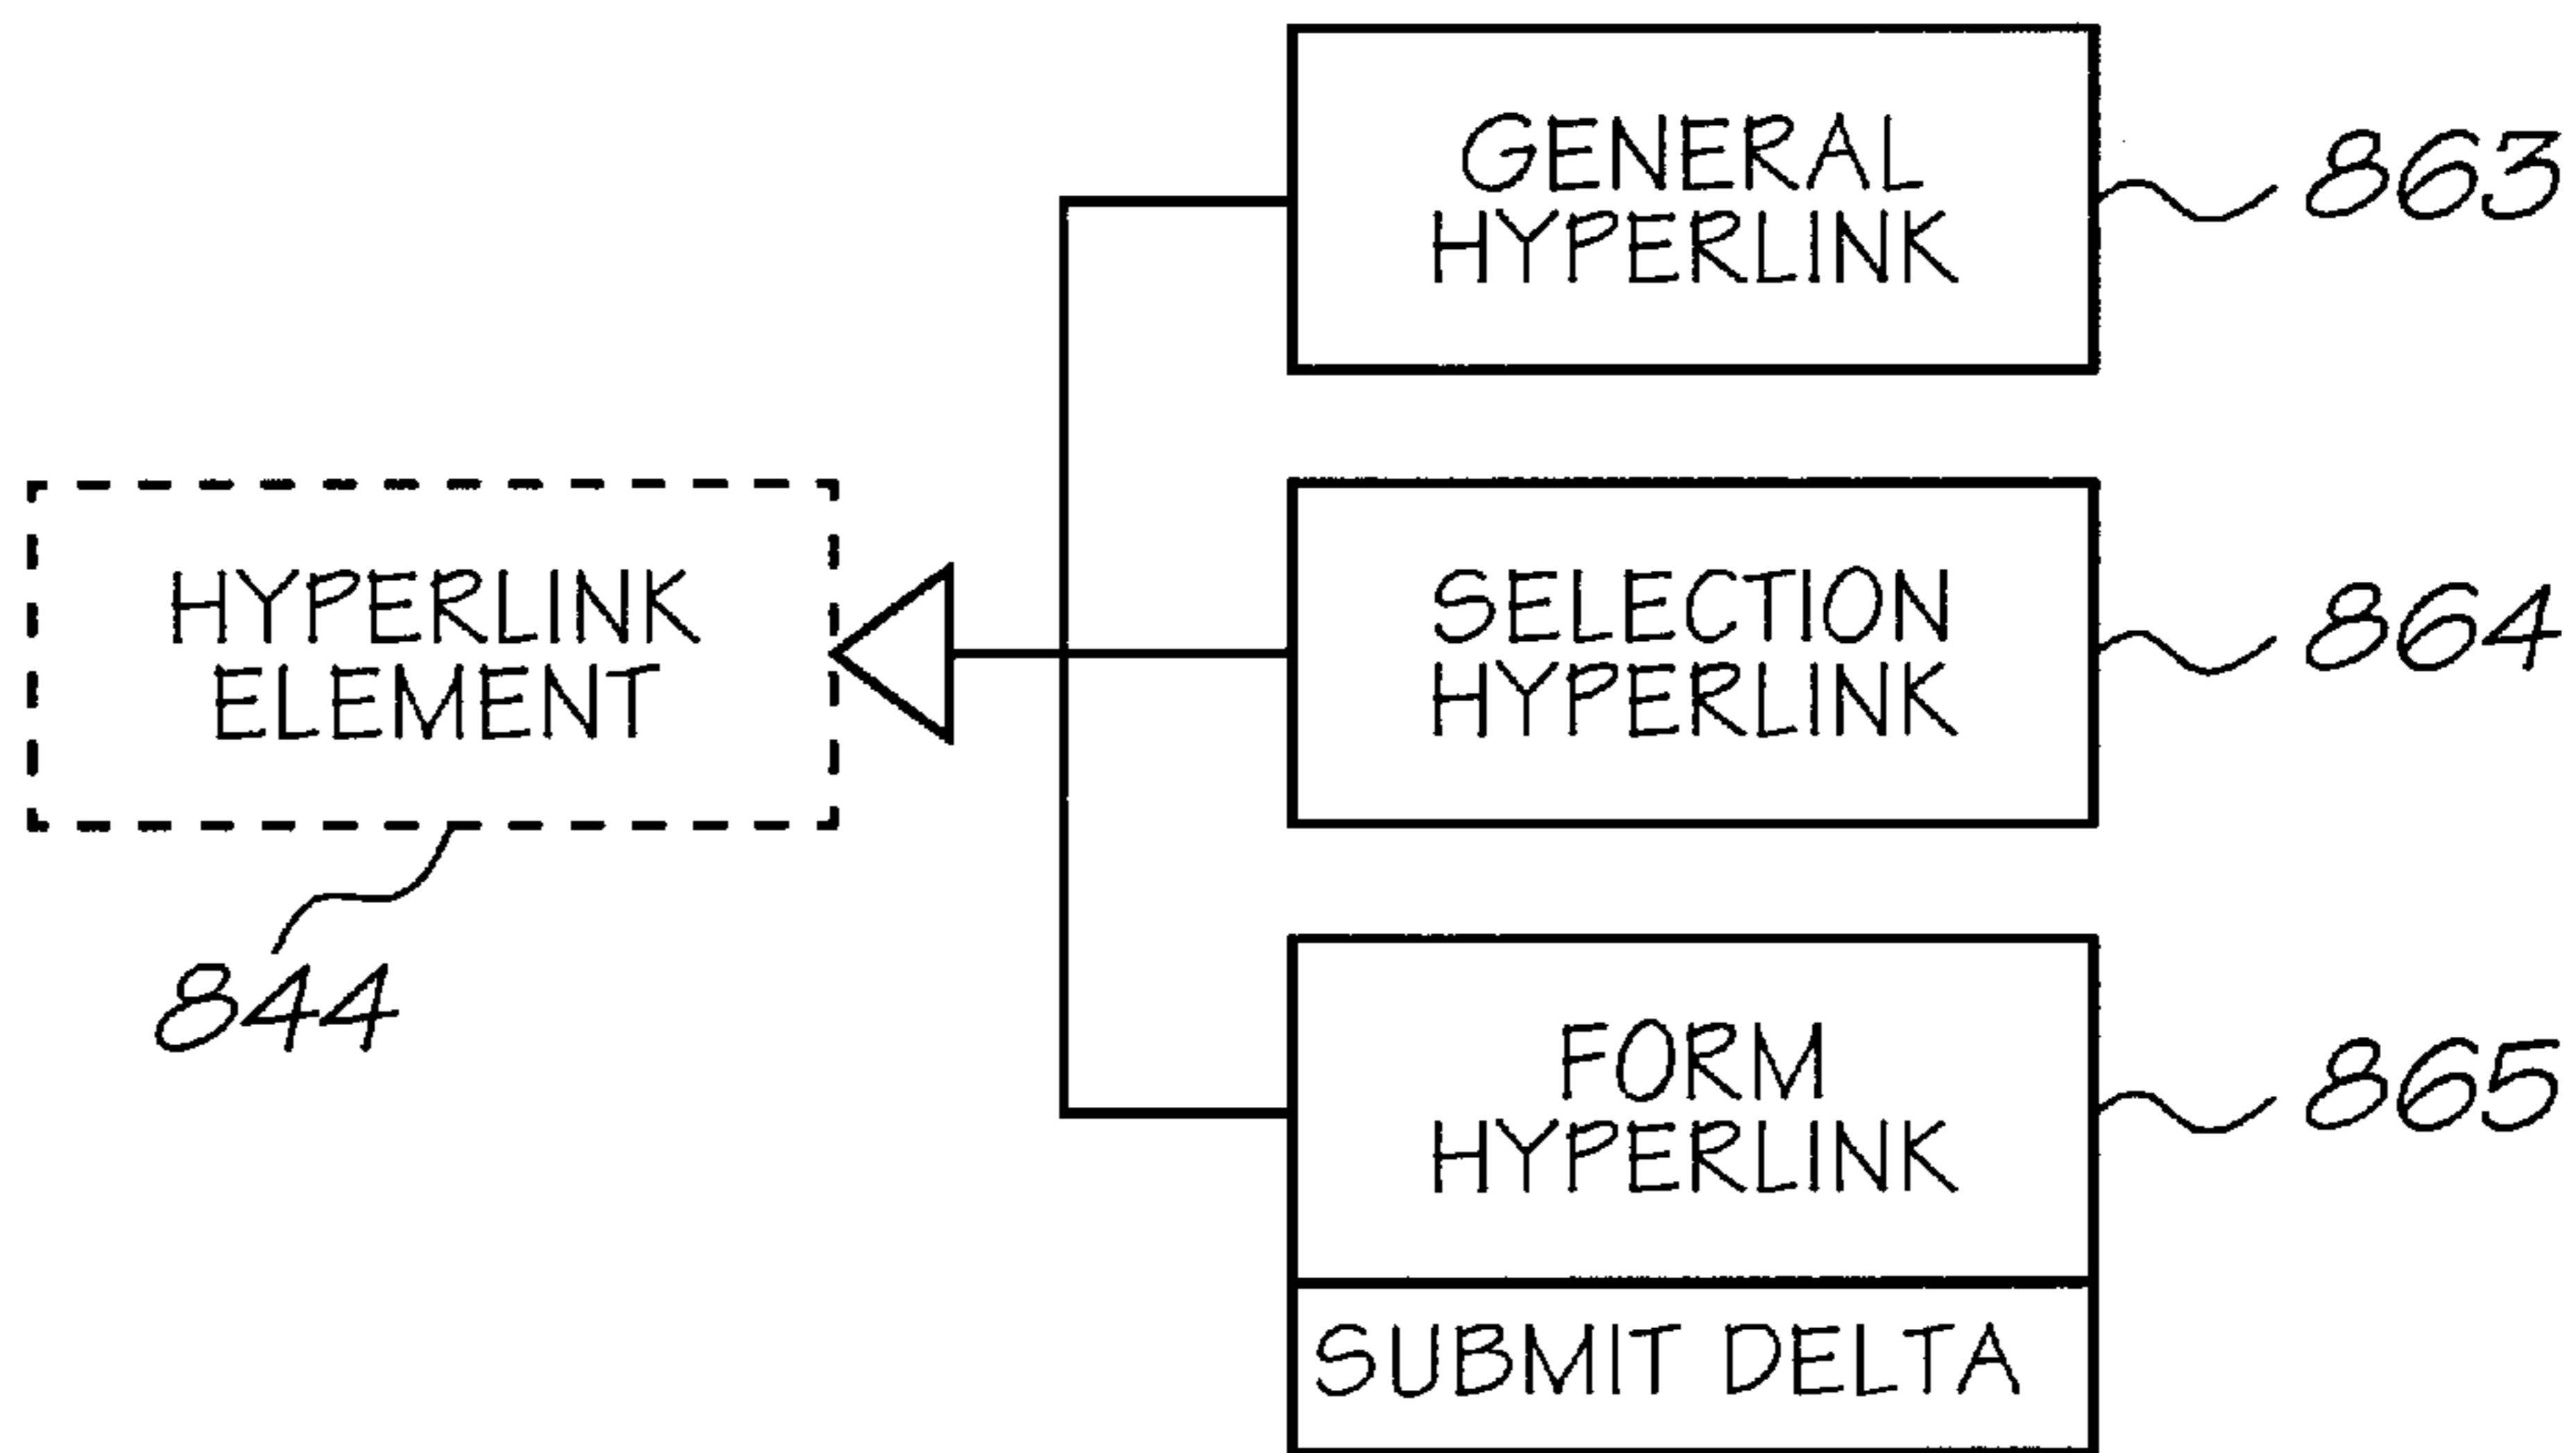 GENERAL
HYPERLINK
863
HYPERLINK
ELEMENT
844
SELECTION
HYPERLINK
864
FORM
HYPERLINK
865
SUBMIT DELTA